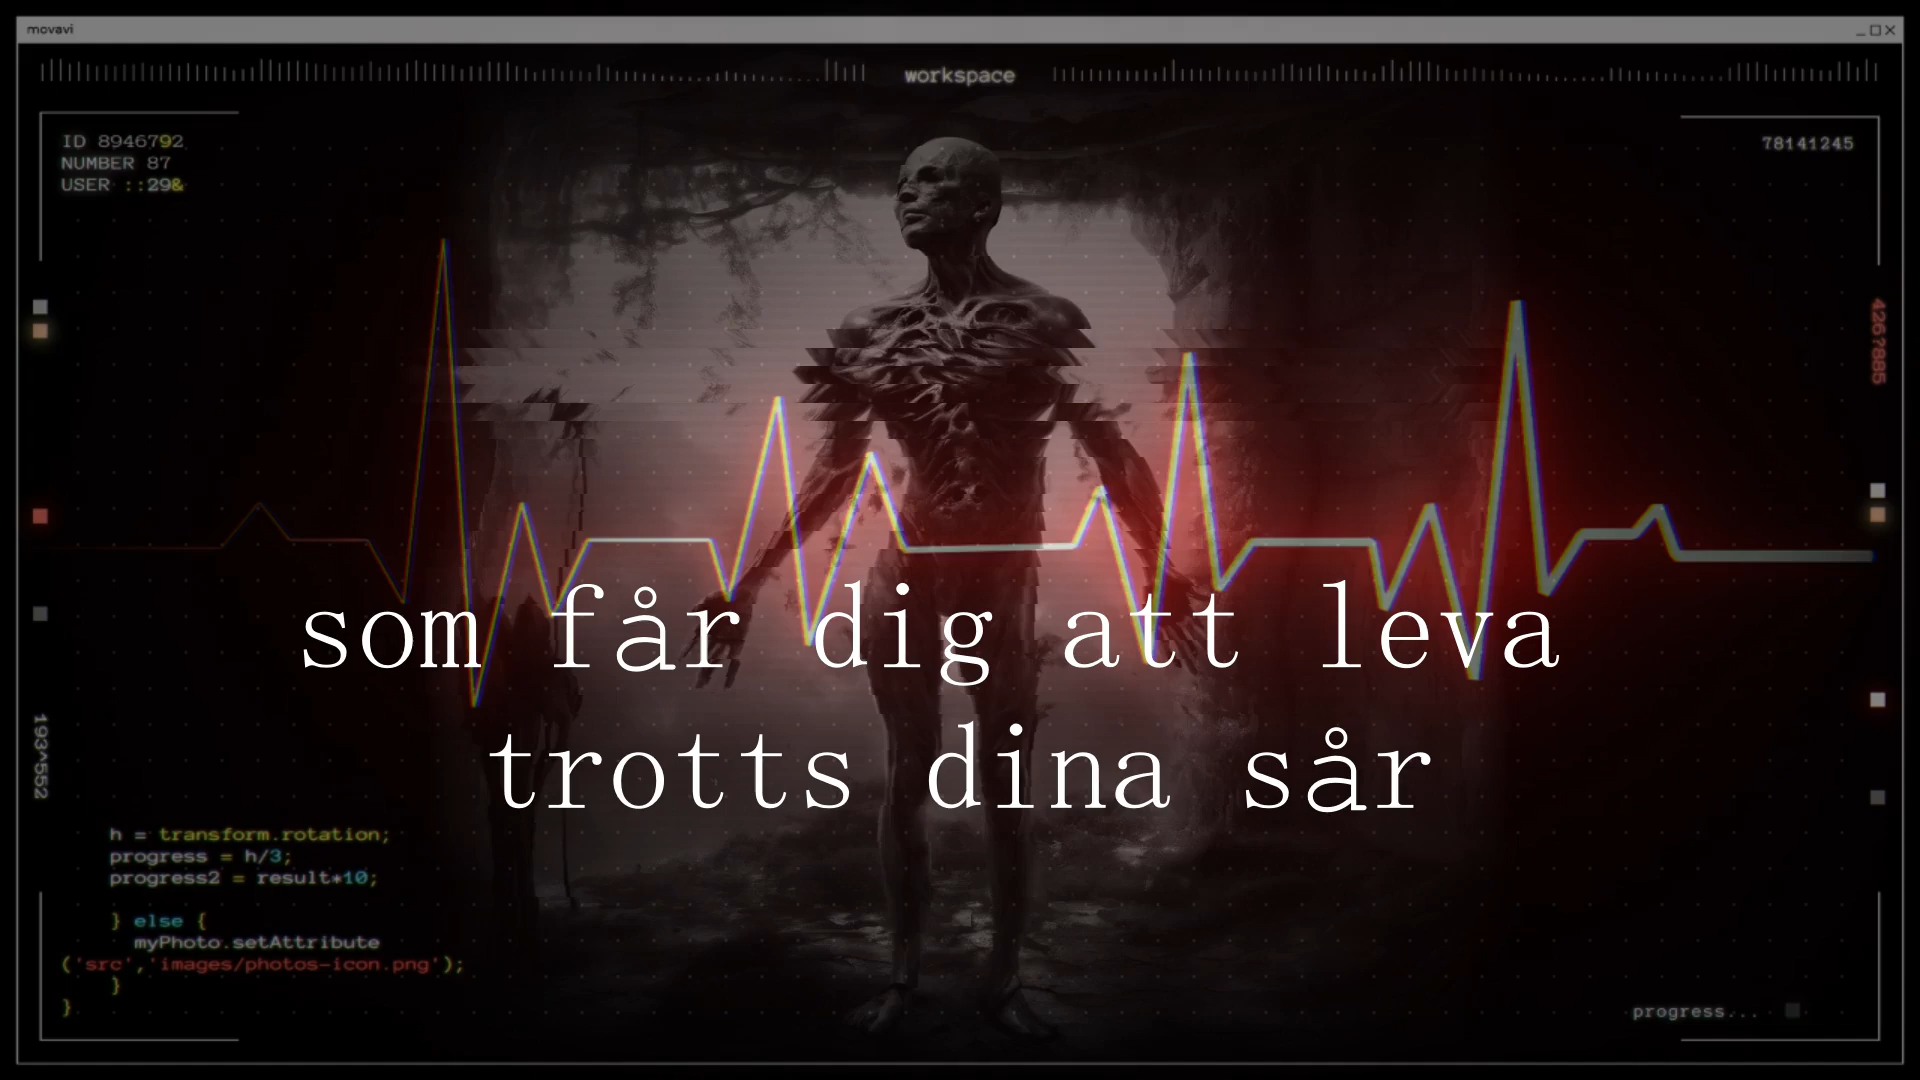 movavi
workspace
ID 8946792
NUMBER 87
USER ::29&
78141245
4267885
193^552
som får dig att leva
trotts dina sår
h = transform.rotation;
progress = h/3;
progress2 = result*10;
} else {
myPhoto.setAttribute
('src','images/photos-icon.png');
}
}
progress...